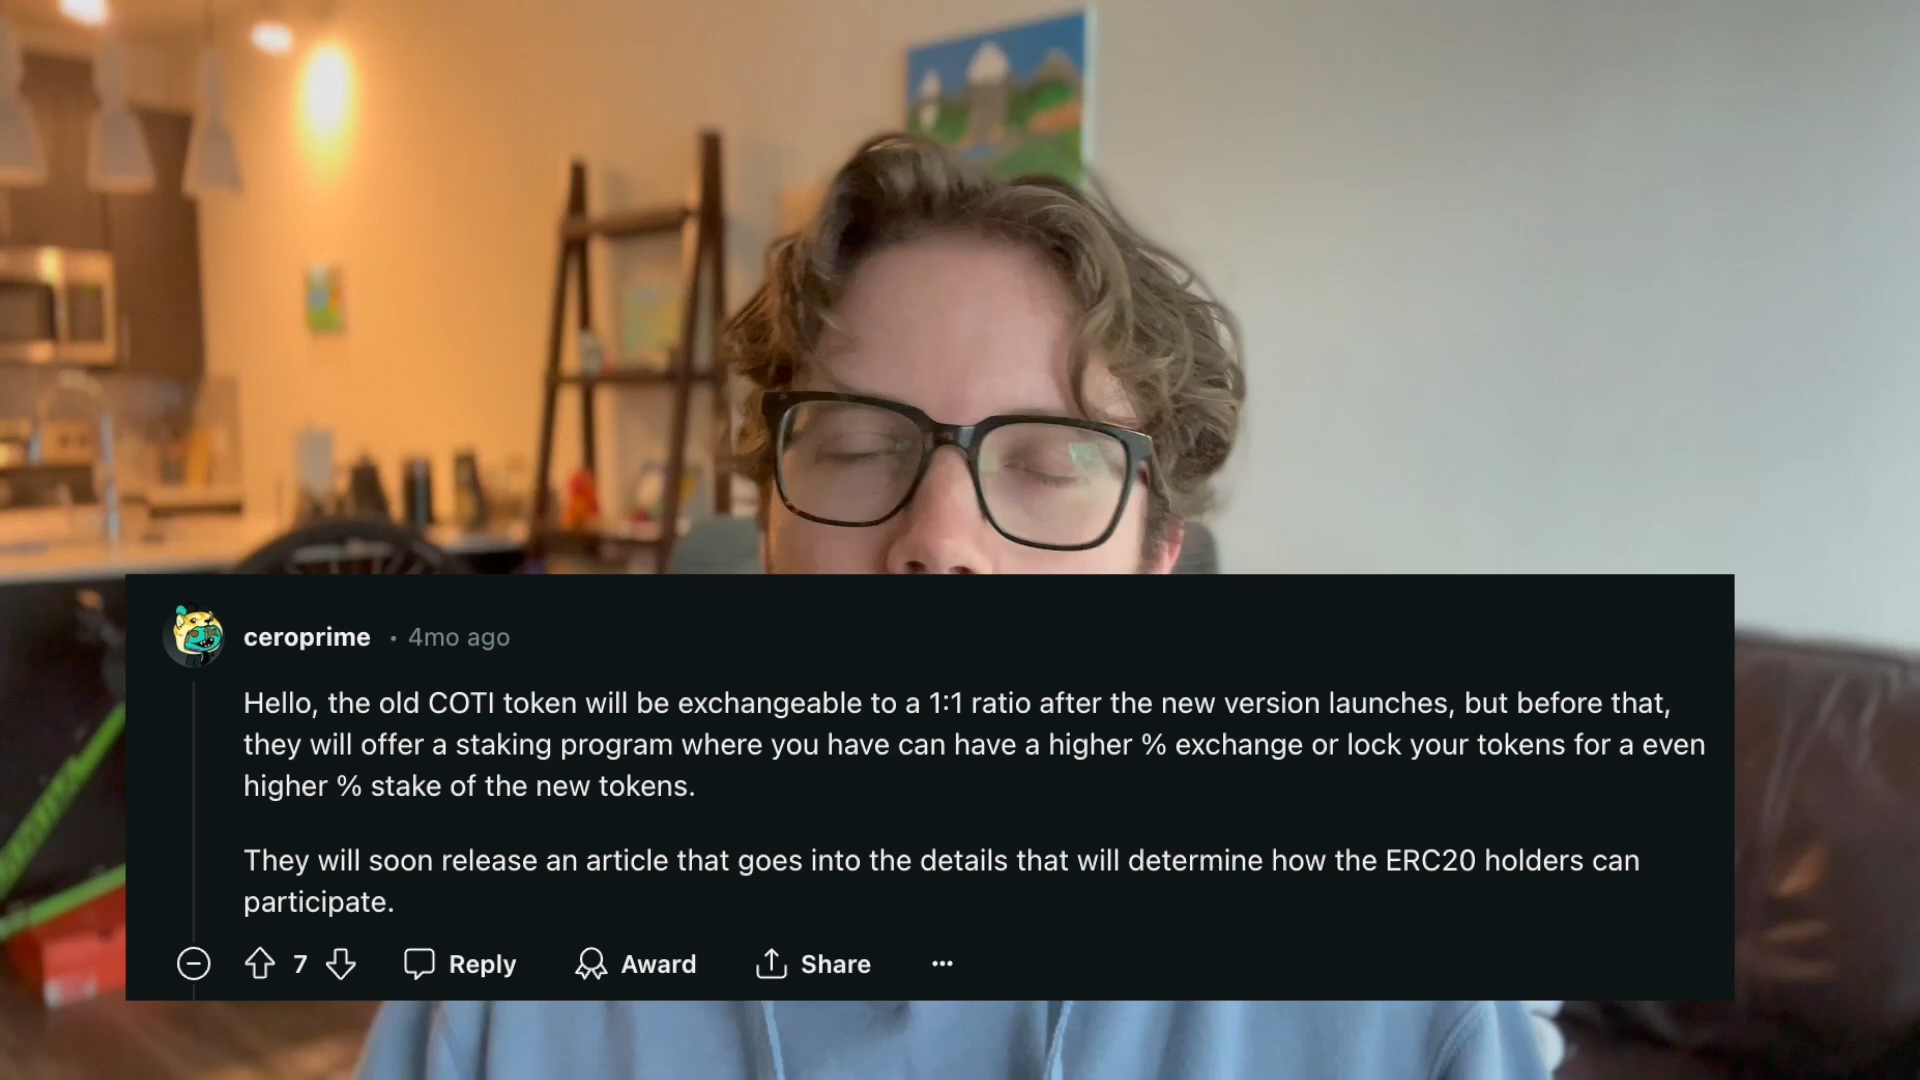 ceroprime • 4mo ago
Hello, the old COTI token will be exchangeable to a 1:1 ratio after the new version launches, but before that,
they will offer a staking program where you have can have a higher % exchange or lock your tokens for a even
higher % stake of the new tokens.
They will soon release an article that goes into the details that will determine how the ERC20 holders can
participate.
7 Reply Award Share ...